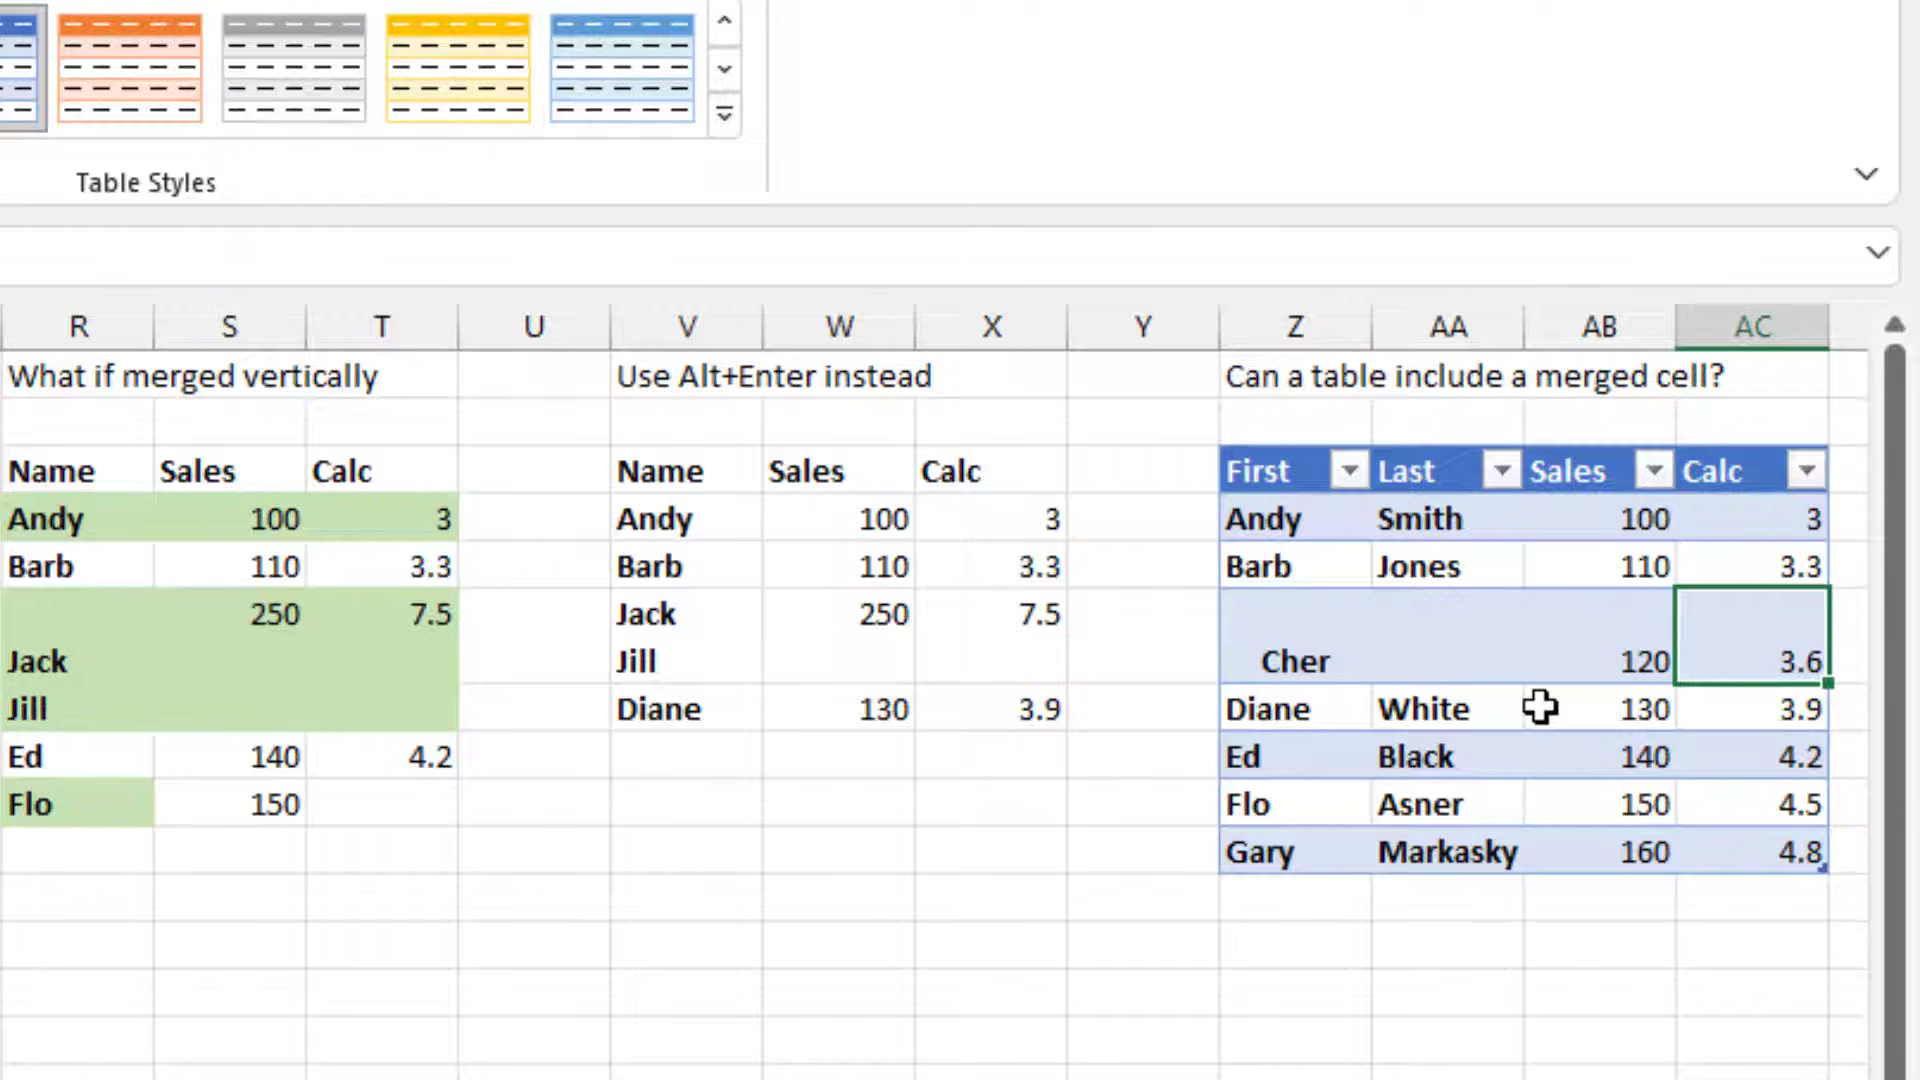 Table Styles
R S T U V W X Y Z AA AB AC
What if merged vertically Use Alt+Enter instead Can a table include a merged cell?
Name Sales Calc Name Sales Calc First Last Sales Calc
Andy 100 3 Andy 100 3 Andy Smith 100 3
Barb 110 3.3 Barb 110 3.3 Barb Jones 110 3.3
250 7.5 Jack 250 7.5
Jack Jill Cher 120 3.6
Jill Diane 130 3.9 Diane White 130 3.9
Ed 140 4.2 Ed Black 140 4.2
Flo 150 Flo Asner 150 4.5
Gary Markasky 160 4.8